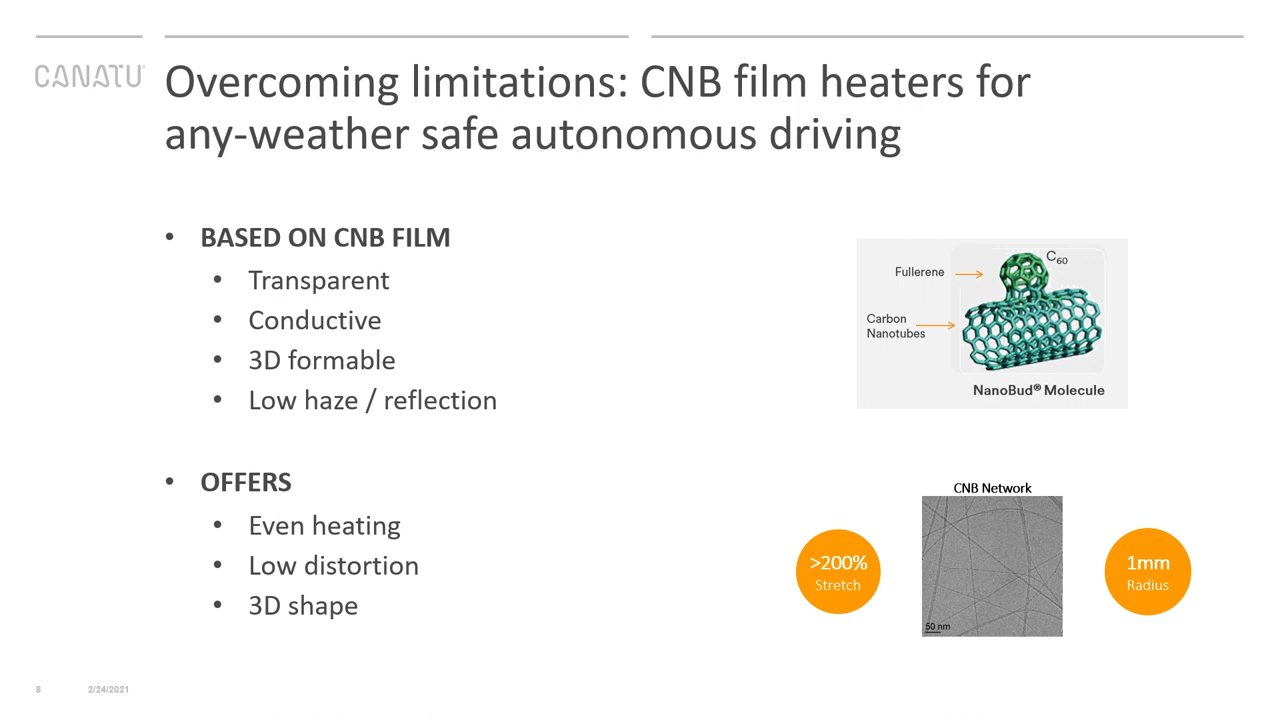 CANATU
Overcoming limitations: CNB film heaters for
any-weather safe autonomous driving
• BASED ON CNB FILM
• Transparent
• Conductive
• 3D formable
• Low haze / reflection
• OFFERS
• Even heating
• Low distortion
• 3D shape
C60
Fullerene
Carbon
Nanotubes
NanoBud® Molecule
CNB Network
>200%
Stretch
50 nm
1mm
Radius
8 2/24/2021